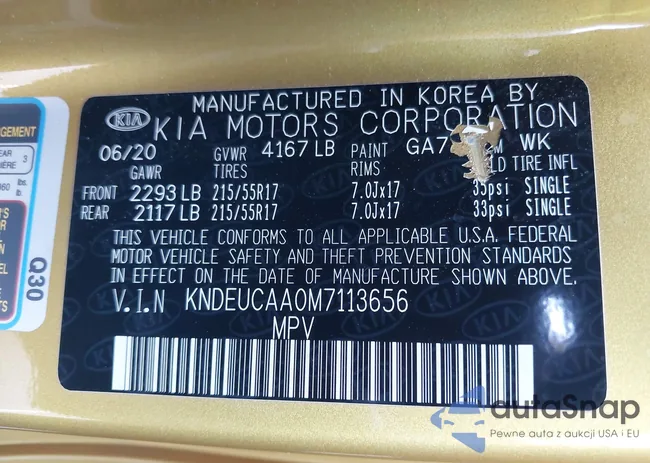 MANUFACTURED IN KOREA BY
KIA KIA MOTORS CORPORATION
06/20 GVWR 4167 LB PAINT WK
GAWR TIRES RIMS TIRE INFL
FRONT 2293 LB 215/55R17 7.0Jx17 35psi SINGLE
REAR 2117 LB 215/55R17 7.0Jx17 33psi SINGLE
THIS VEHICLE CONFORMS TO ALL APPLICABLE U.S.A. FEDERAL
MOTOR VEHICLE SAFETY AND THEFT PREVENTION STANDARDS
IN EFFECT ON THE DATE OF MANUFACTURE SHOWN ABOVE.
V.I.N KNDEUCAA0M7113656
MPV
Q30
autaSnap
Pewne auta z aukcji USA i EU